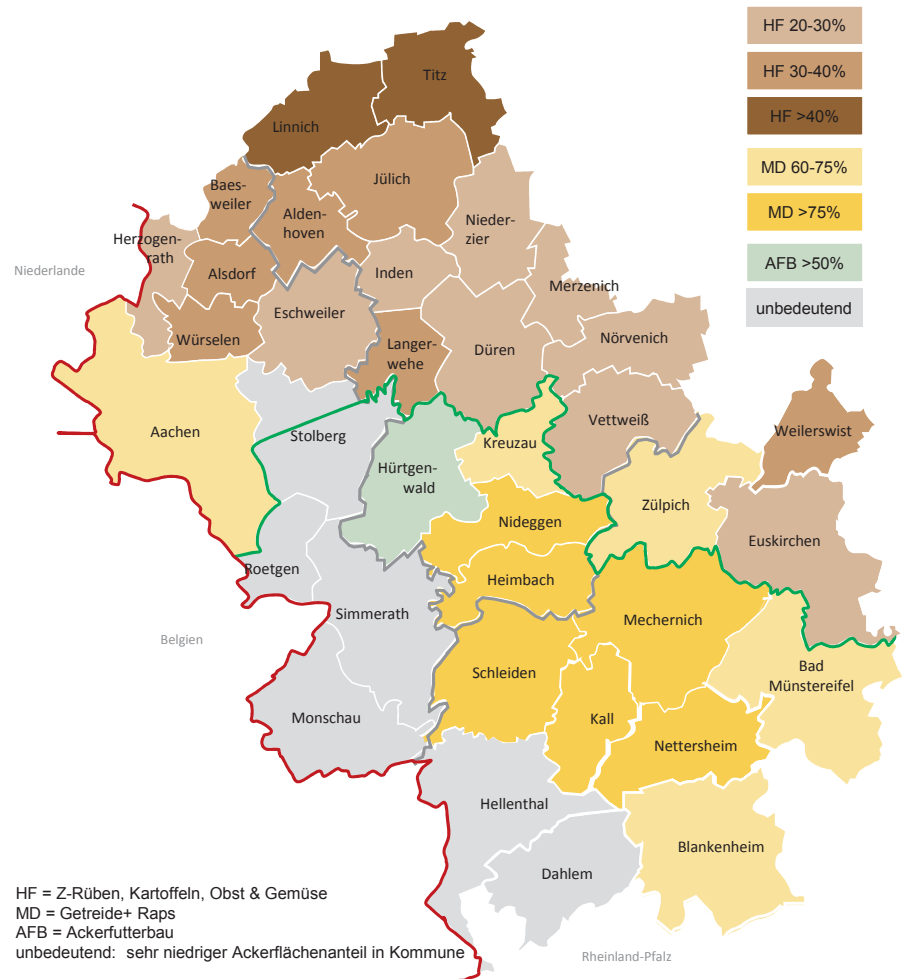 HF 20-30%
HF 30-40%
HF >40%
MD 60-75%
MD >75%
AFB >50%
unbedeutend
Titz
Linnich
Jülich
Baes-
weiler
Alden-
hoven
Nieder-
zier
Herzogen-
rath
Niederlande
Alsdorf
Inden
Merzenich
Eschweiler
Würselen
Langer-
wehe
Düren
Nörvenich
Aachen
Stolberg
Kreuzau
Vettweiß
Weilerswist
Hürtgen-
wald
Zülpich
Nideggen
Euskirchen
Roetgen
Heimbach
Simmerath
Mechernich
Belgien
Schleiden
Bad
Münstereifel
Monschau
Kall
Nettersheim
Hellenthal
Blankenheim
Dahlem
HF = Z-Rüben, Kartoffeln, Obst & Gemüse
MD = Getreide+ Raps
AFB = Ackerfutterbau
unbedeutend: sehr niedriger Ackerflächenanteil in Kommune
Rheinland-Pfalz